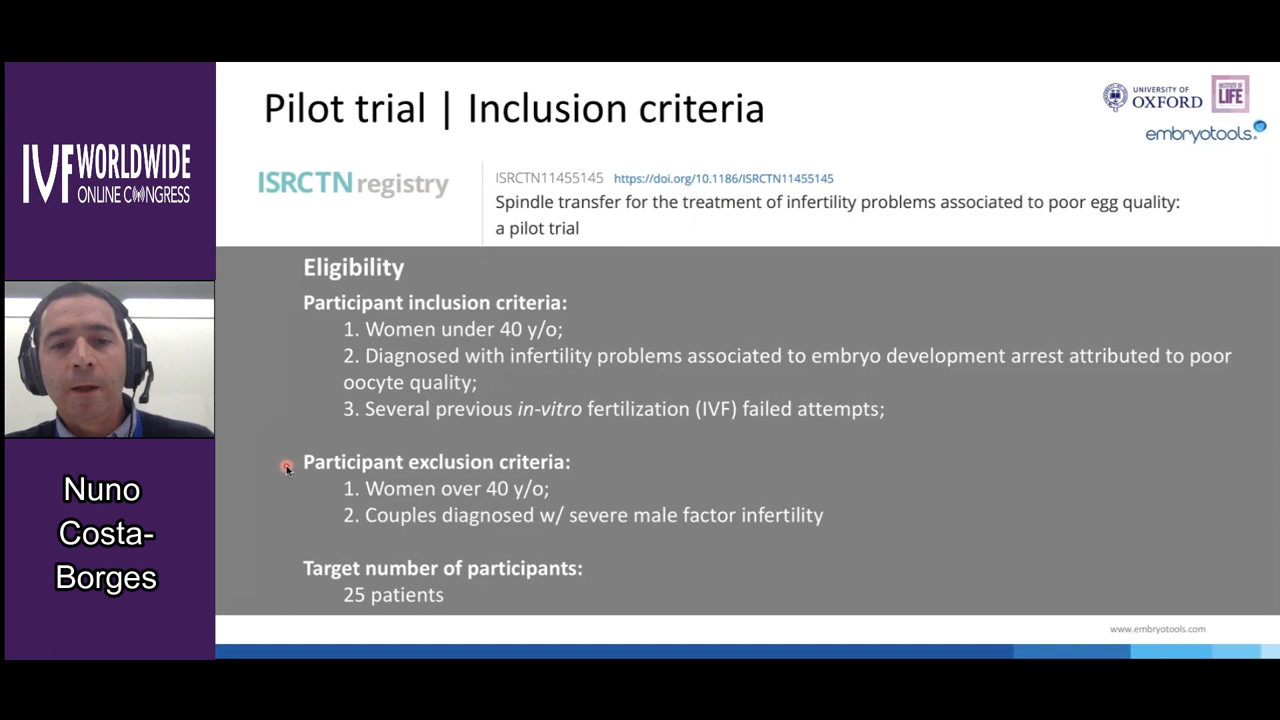 IVF WORLDWIDE
ONLINE CONGRESS
Nuno
Costa-
Borges
Pilot trial | Inclusion criteria
UNIVERSITY OF
OXFORD
INSTITUTE OF
LIFE
embryotools
ISRCTN registry
ISRCTN11455145 https://doi.org/10.1186/ISRCTN11455145
Spindle transfer for the treatment of infertility problems associated to poor egg quality:
a pilot trial
Eligibility
Participant inclusion criteria:
1. Women under 40 y/o;
2. Diagnosed with infertility problems associated to embryo development arrest attributed to poor
oocyte quality;
3. Several previous in-vitro fertilization (IVF) failed attempts;
Participant exclusion criteria:
1. Women over 40 y/o;
2. Couples diagnosed w/ severe male factor infertility
Target number of participants:
25 patients
www.embryotools.com